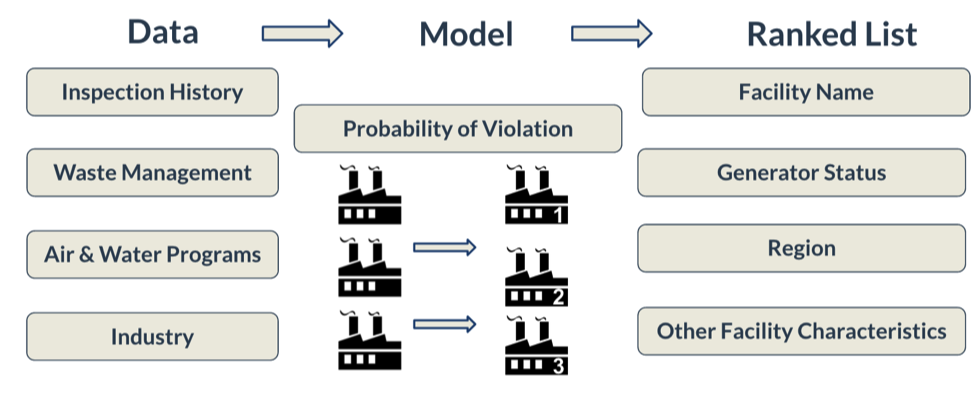 Data
Model
Ranked List
Inspection History
Waste Management
Air & Water Programs
Industry
Probability of Violation
1
2
3
Facility Name
Generator Status
Region
Other Facility Characteristics